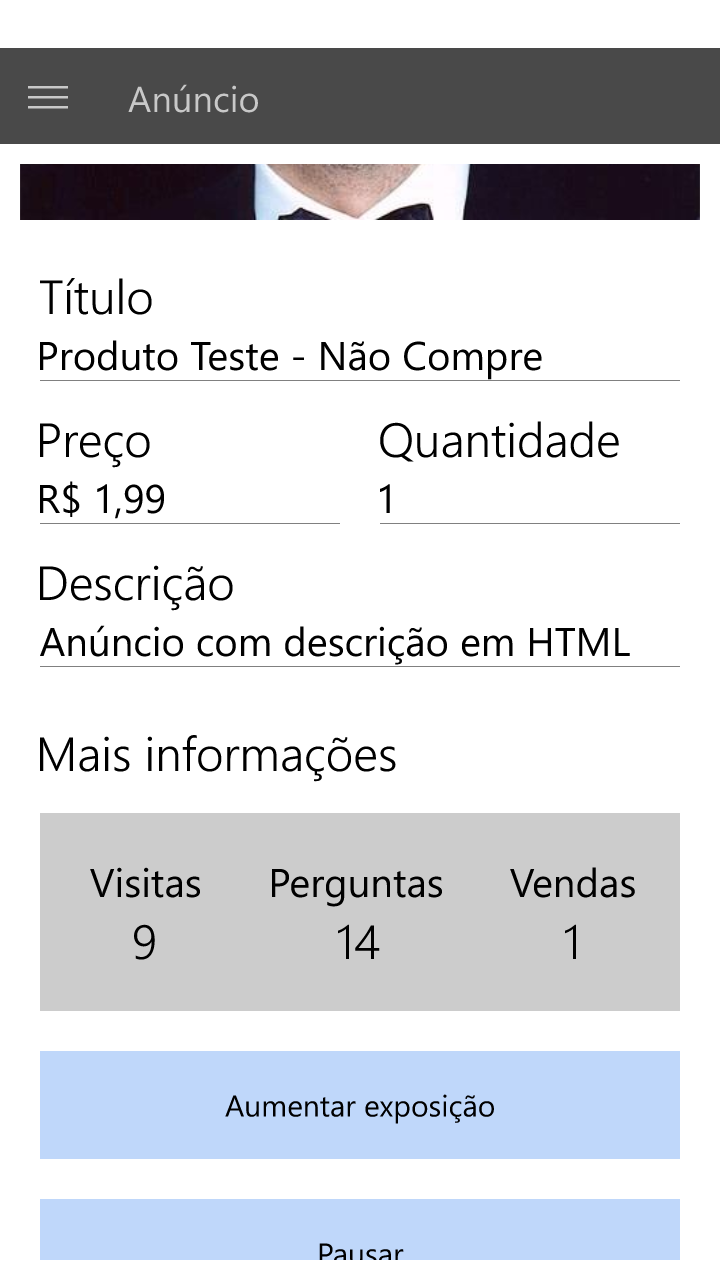 Anúncio
Título
Produto Teste - Não Compre
Preço Quantidade
R$ 1,99 1
Descrição
Anúncio com descrição em HTML
Mais informações
Visitas Perguntas Vendas
9 14 1
Aumentar exposição
Pausar